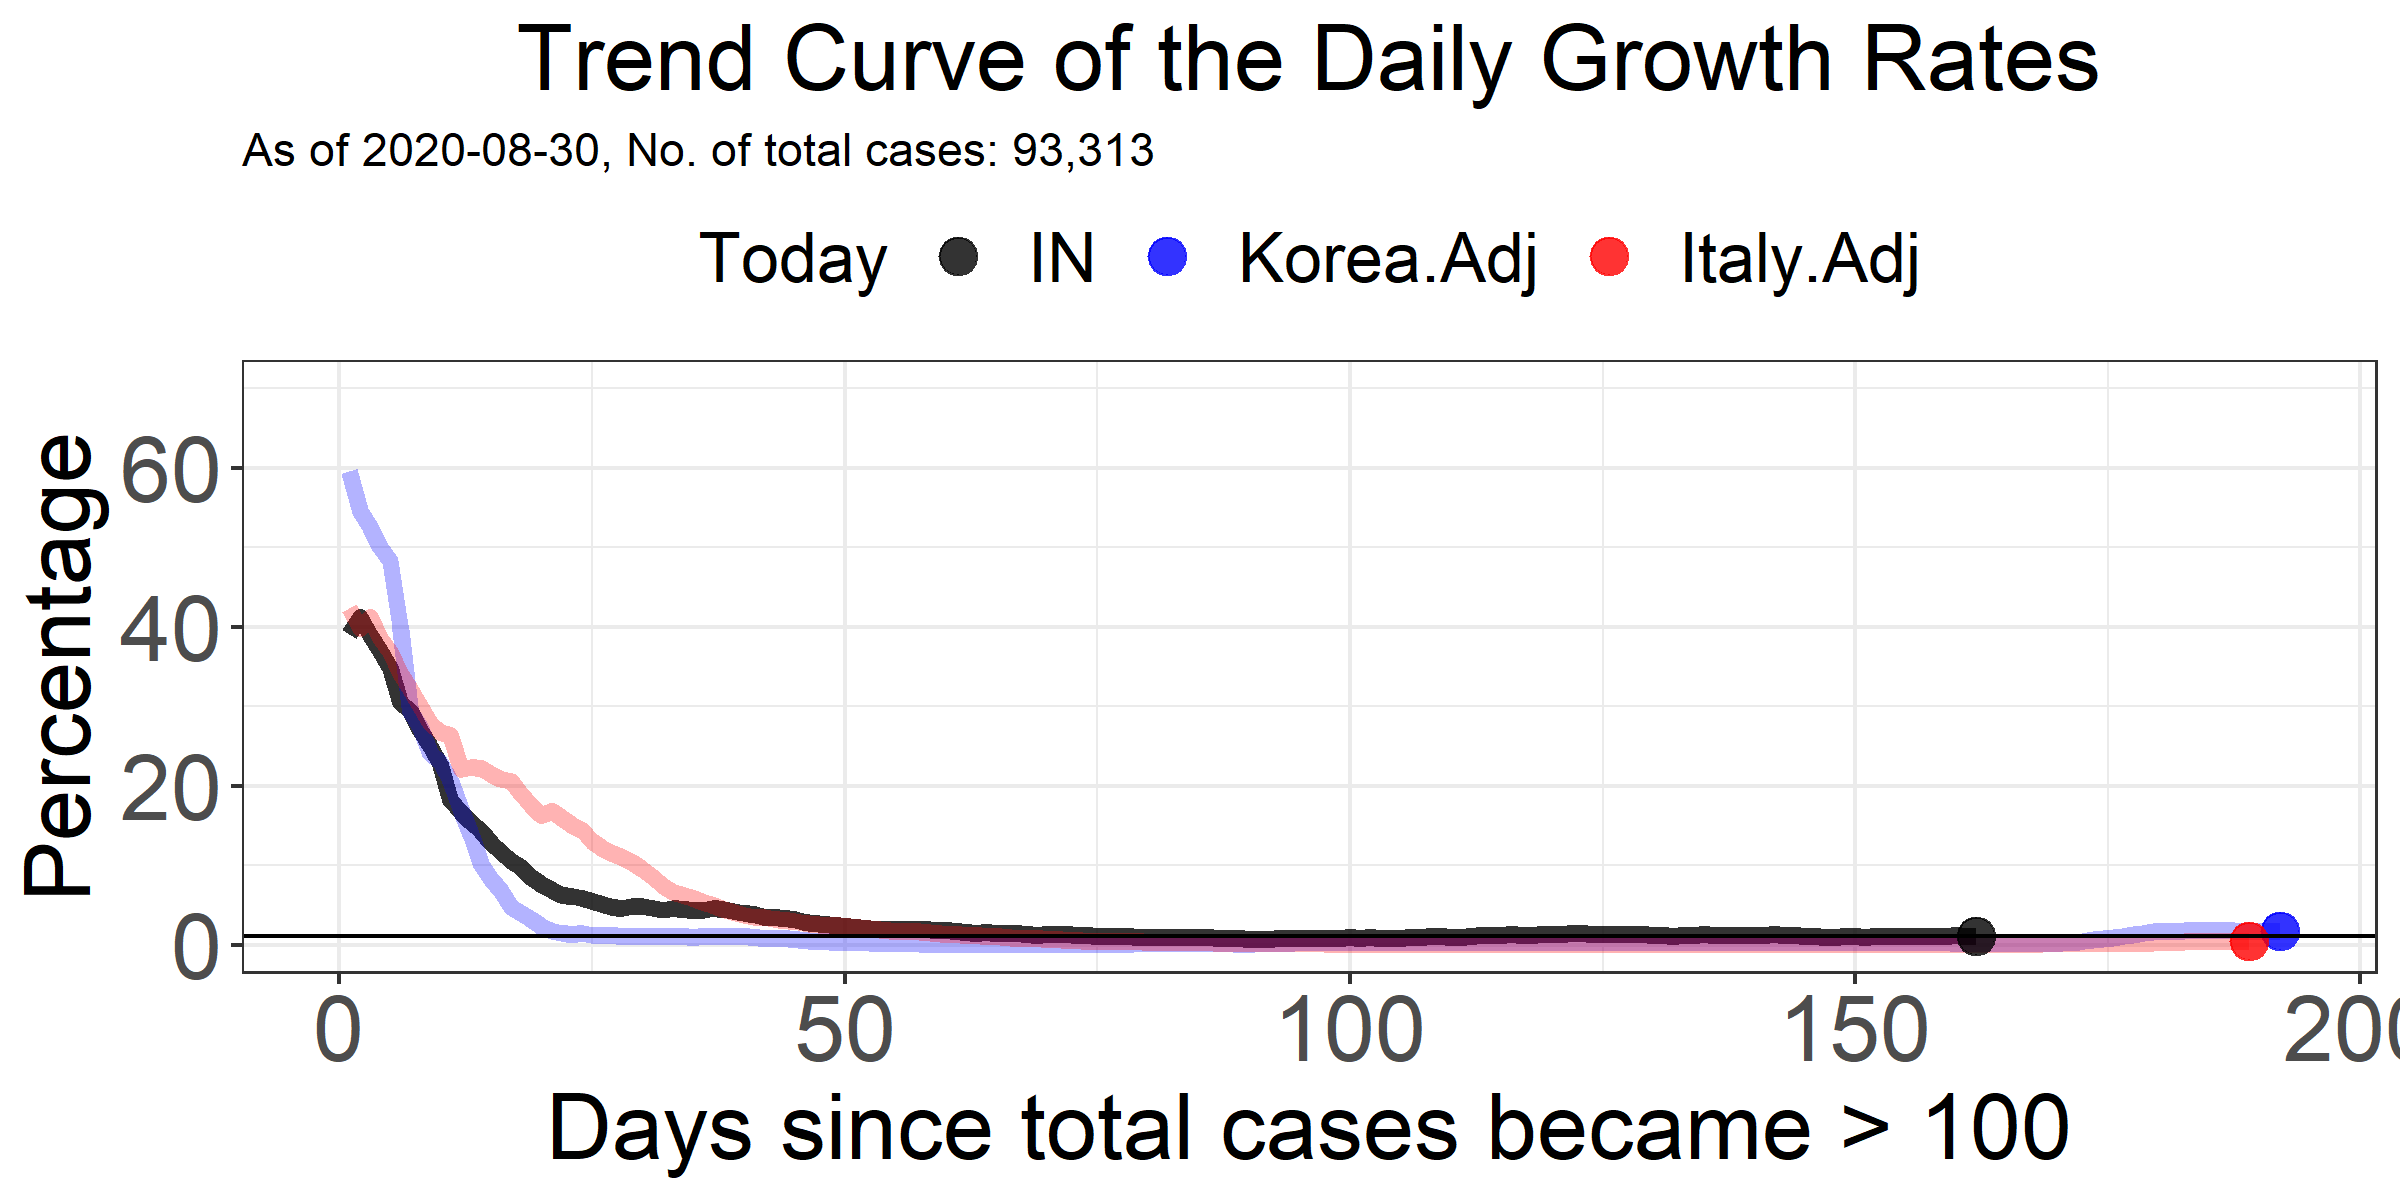 Trend Curve of the Daily Growth Rates
As of 2020-08-30, No. of total cases: 93,313
Today IN Korea.Adj Italy.Adj
Percentage
60
40
20
0
0 50 100 150 200
Days since total cases became > 100